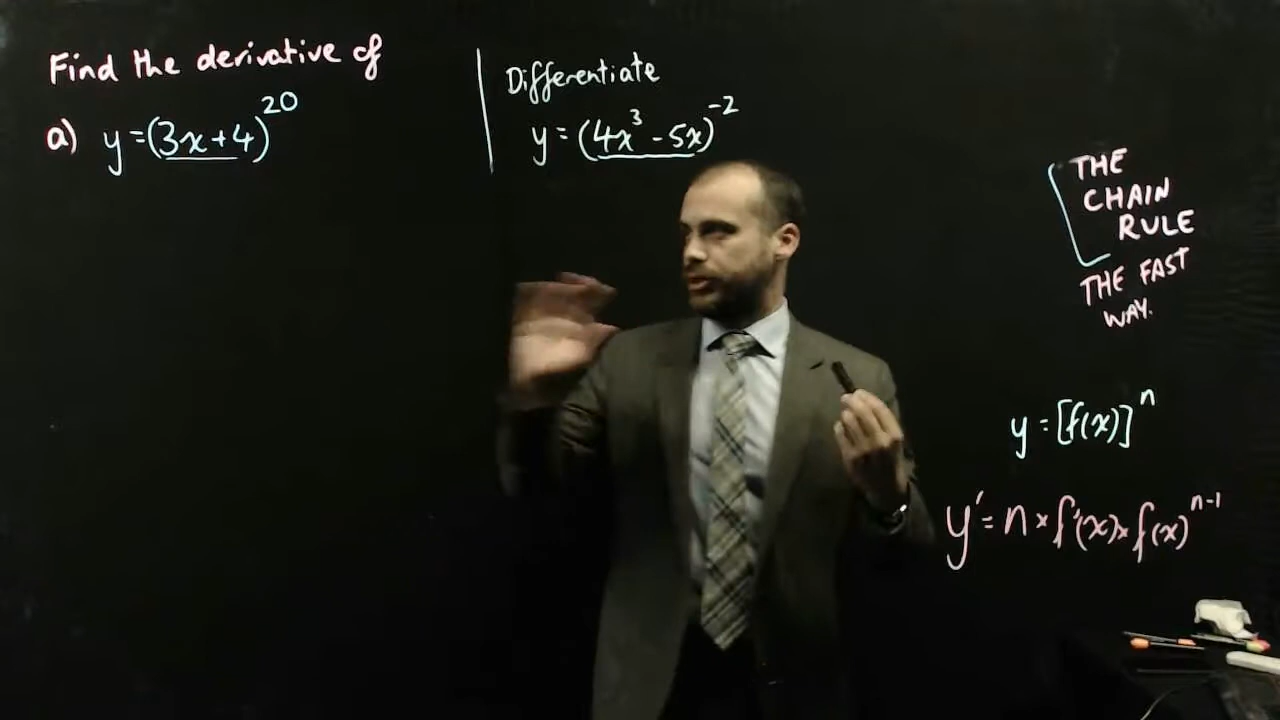 Find the derivative of
a) y=(3x+4)^20
Differentiate
y = (4x^3 - 5x)^-2
THE
CHAIN
RULE
THE FAST
WAY.
y = [f(x)]^n
y' = n × f'(x) × f(x)^n-1